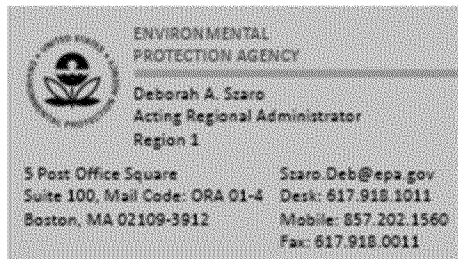 ENVIRONMENTAL
PROTECTION AGENCY
Deborah A. Szaro
Acting Regional Administrator
Region 1
5 Post Office Square
Suite 100, Mail Code: ORA 01-4
Boston, MA 02109-3912
Szaro.Deb@epa.gov
Desk: 617.918.1011
Mobile: 857.202.1560
Fax: 617.918.0011